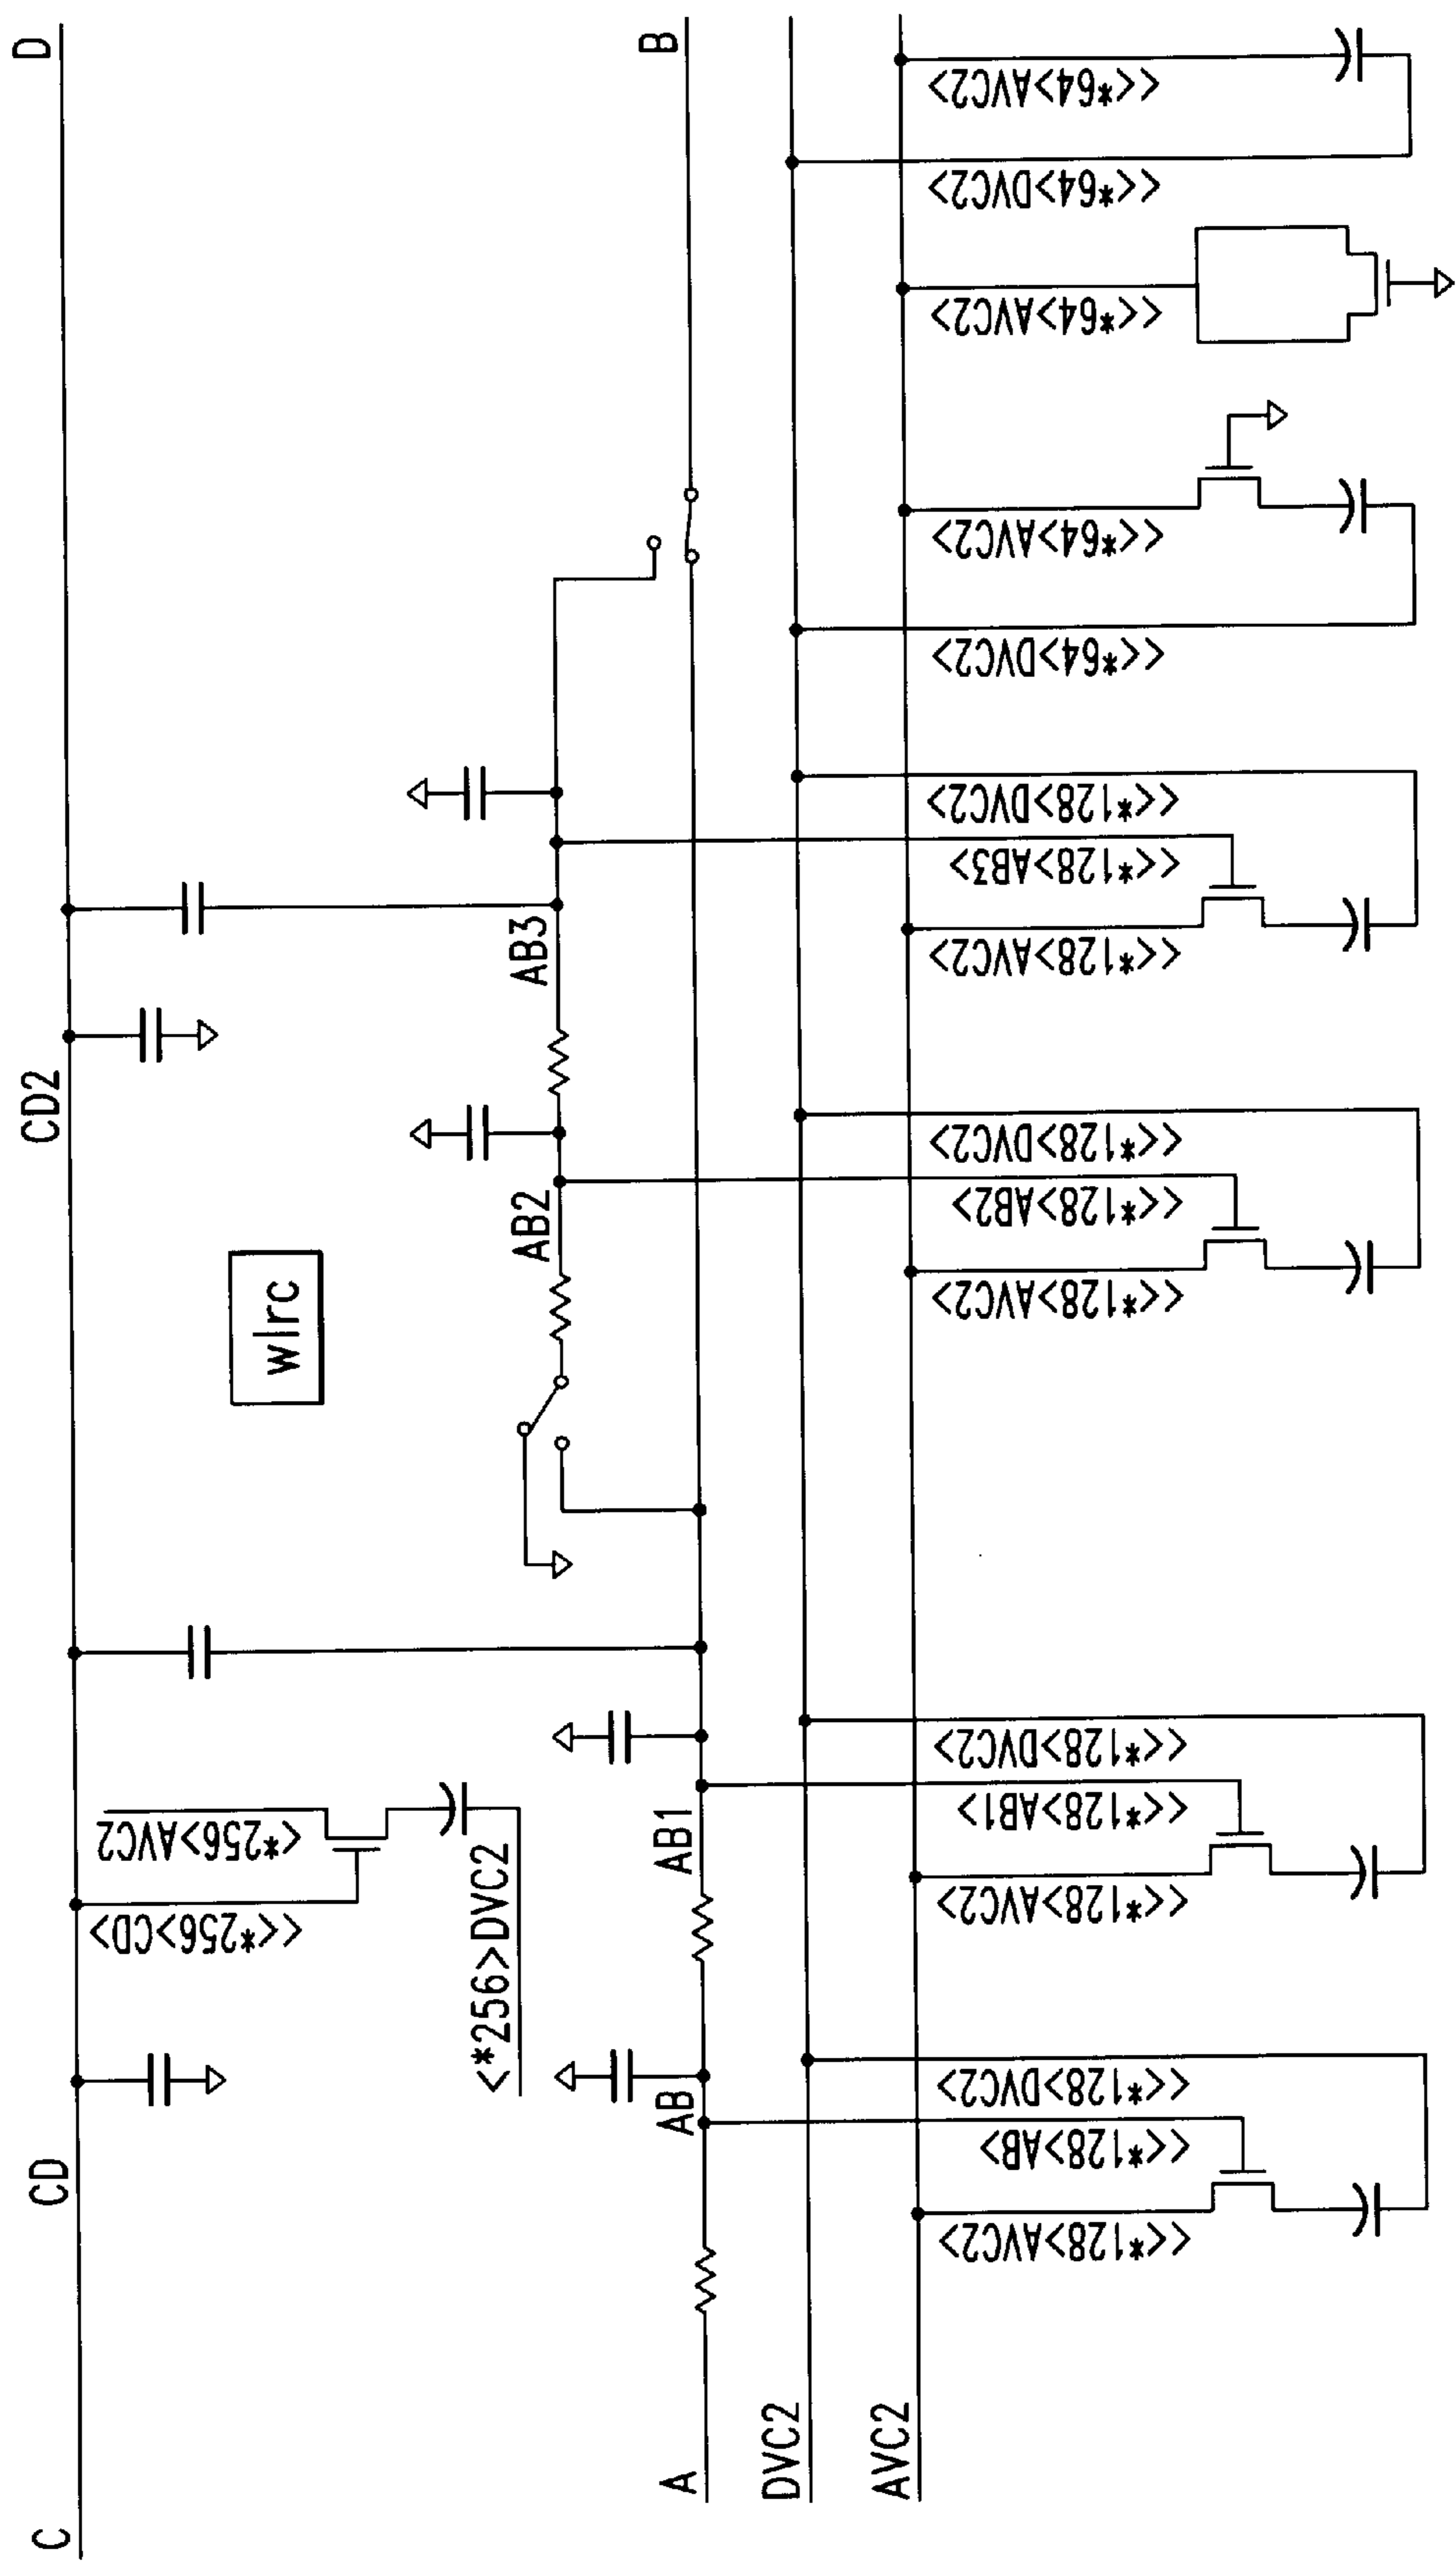 C
CD
CD2
D
<<*256>CD>
<*256>AVC2
<*256>DVC2
wlrc
AB2
AB3
A
AB
AB1
B
DVC2
AVC2
<<*128>AVC2>
<<*128>AB>
<<*128>DVC2>
<<*128>AVC2>
<<*128>AB1>
<<*128>DVC2>
<<*128>AVC2>
<<*128>AB2>
<<*128>DVC2>
<<*128>AVC2>
<<*128>AB3>
<<*128>DVC2>
<<*64>DVC2>
<<*64>AVC2>
<<*64>AVC2>
<<*64>DVC2>
<<*64>AVC2>